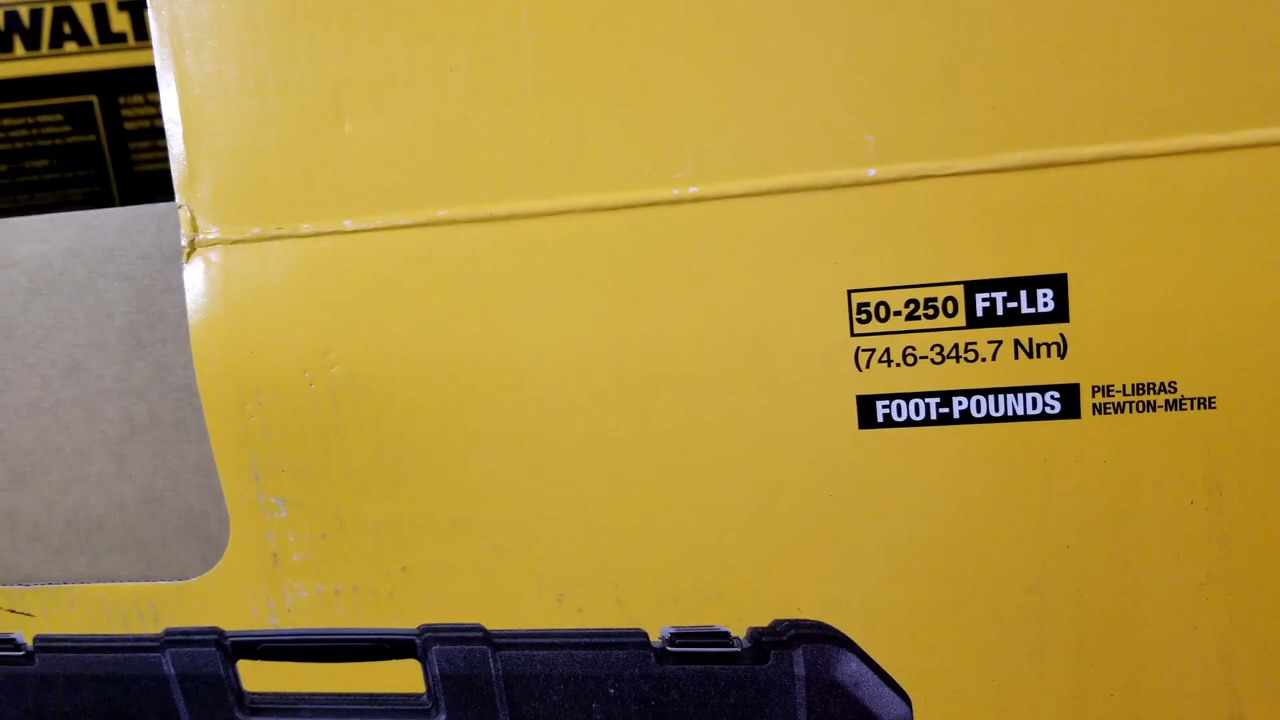 WALT
50-250 FT-LB
(74.6-345.7 Nm)
FOOT-POUNDS
PIE-LIBRAS
NEWTON-MÈTRE